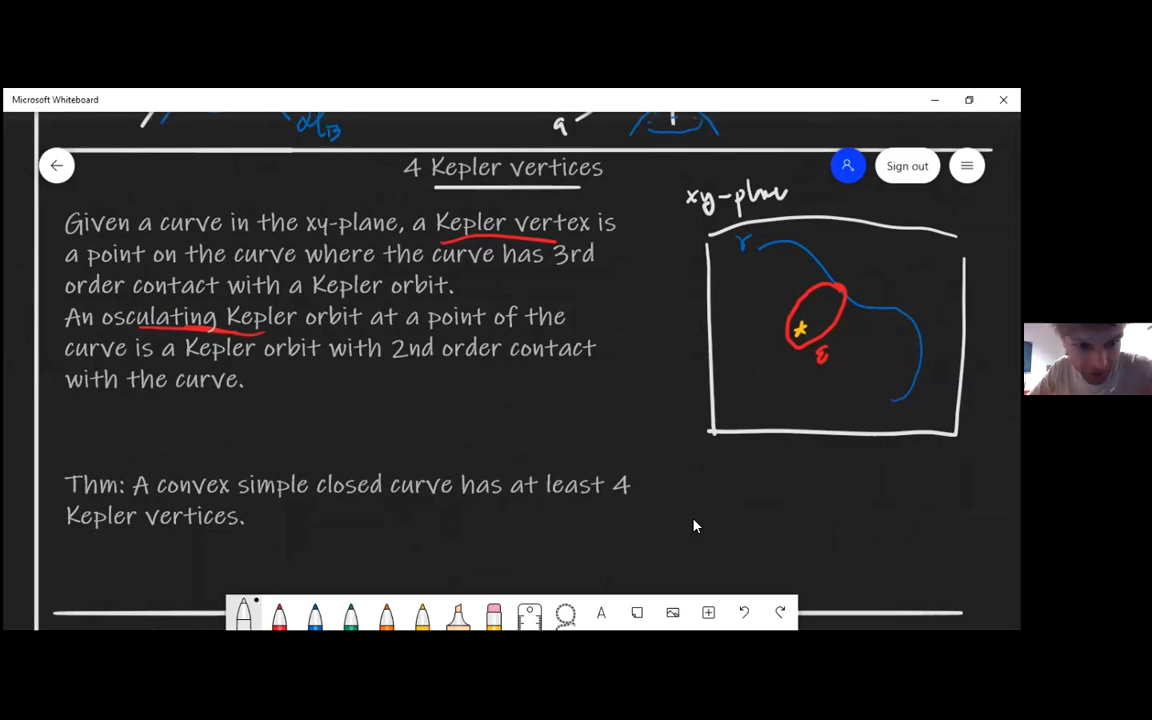 Microsoft Whiteboard
4 Kepler vertices
Sign out
xy-plane
Given a curve in the xy-plane, a Kepler vertex is
a point on the curve where the curve has 3rd
order contact with a Kepler orbit.
An osculating Kepler orbit at a point of the
curve is a Kepler orbit with 2nd order contact
with the curve.
Thm: A convex simple closed curve has at least 4
Kepler vertices.
A